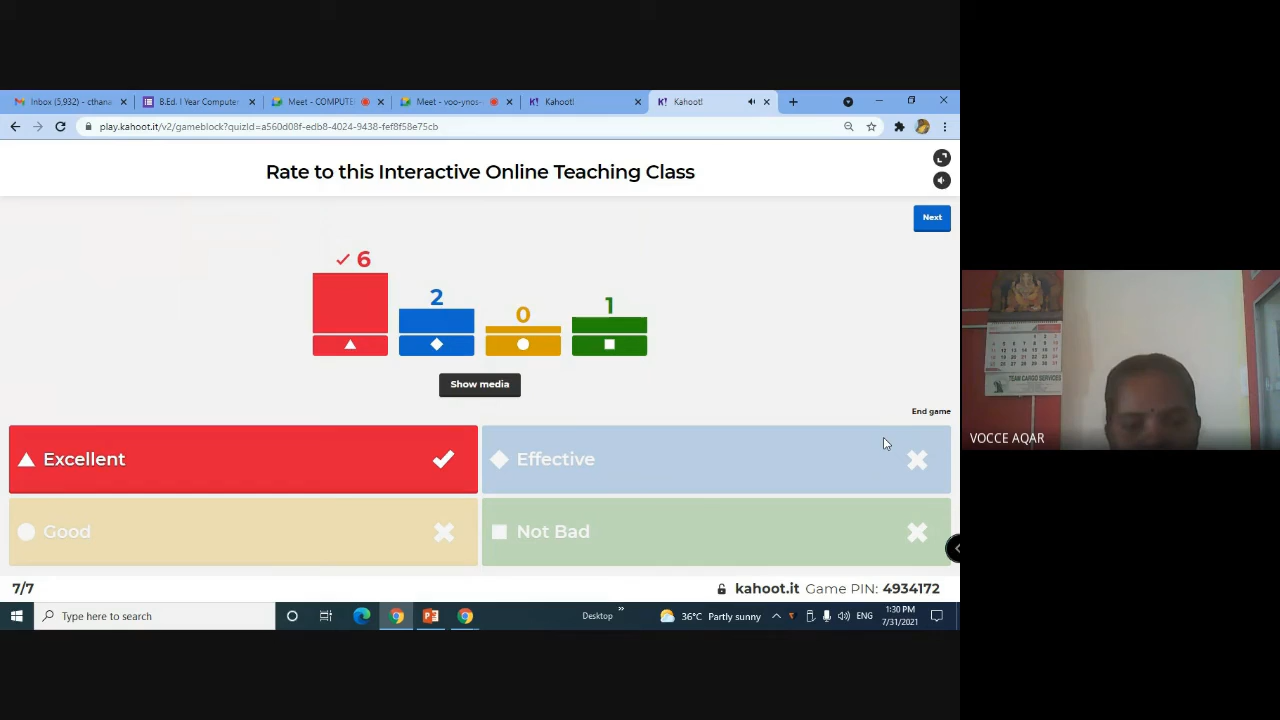 Inbox (5,932) - cthana
B.Ed. I Year Compute
Meet - COMPUTE
Meet - voo-ynos-
Kahoot!
Kahoot!
play.kahoot.it/v2/gameblock?quizId=a560d08f-edb8-4024-9438-fef8f58e75cb
Rate to this Interactive Online Teaching Class
Next
6
2
0
1
Show media
End game
Excellent
Effective
Good
Not Bad
7/7
kahoot.it Game PIN: 4934172
Type here to search
Desktop
36°C Partly sunny
ENG
1:30 PM
7/31/2021
TEAM CARGO SERVICES
VOCCE AQAR